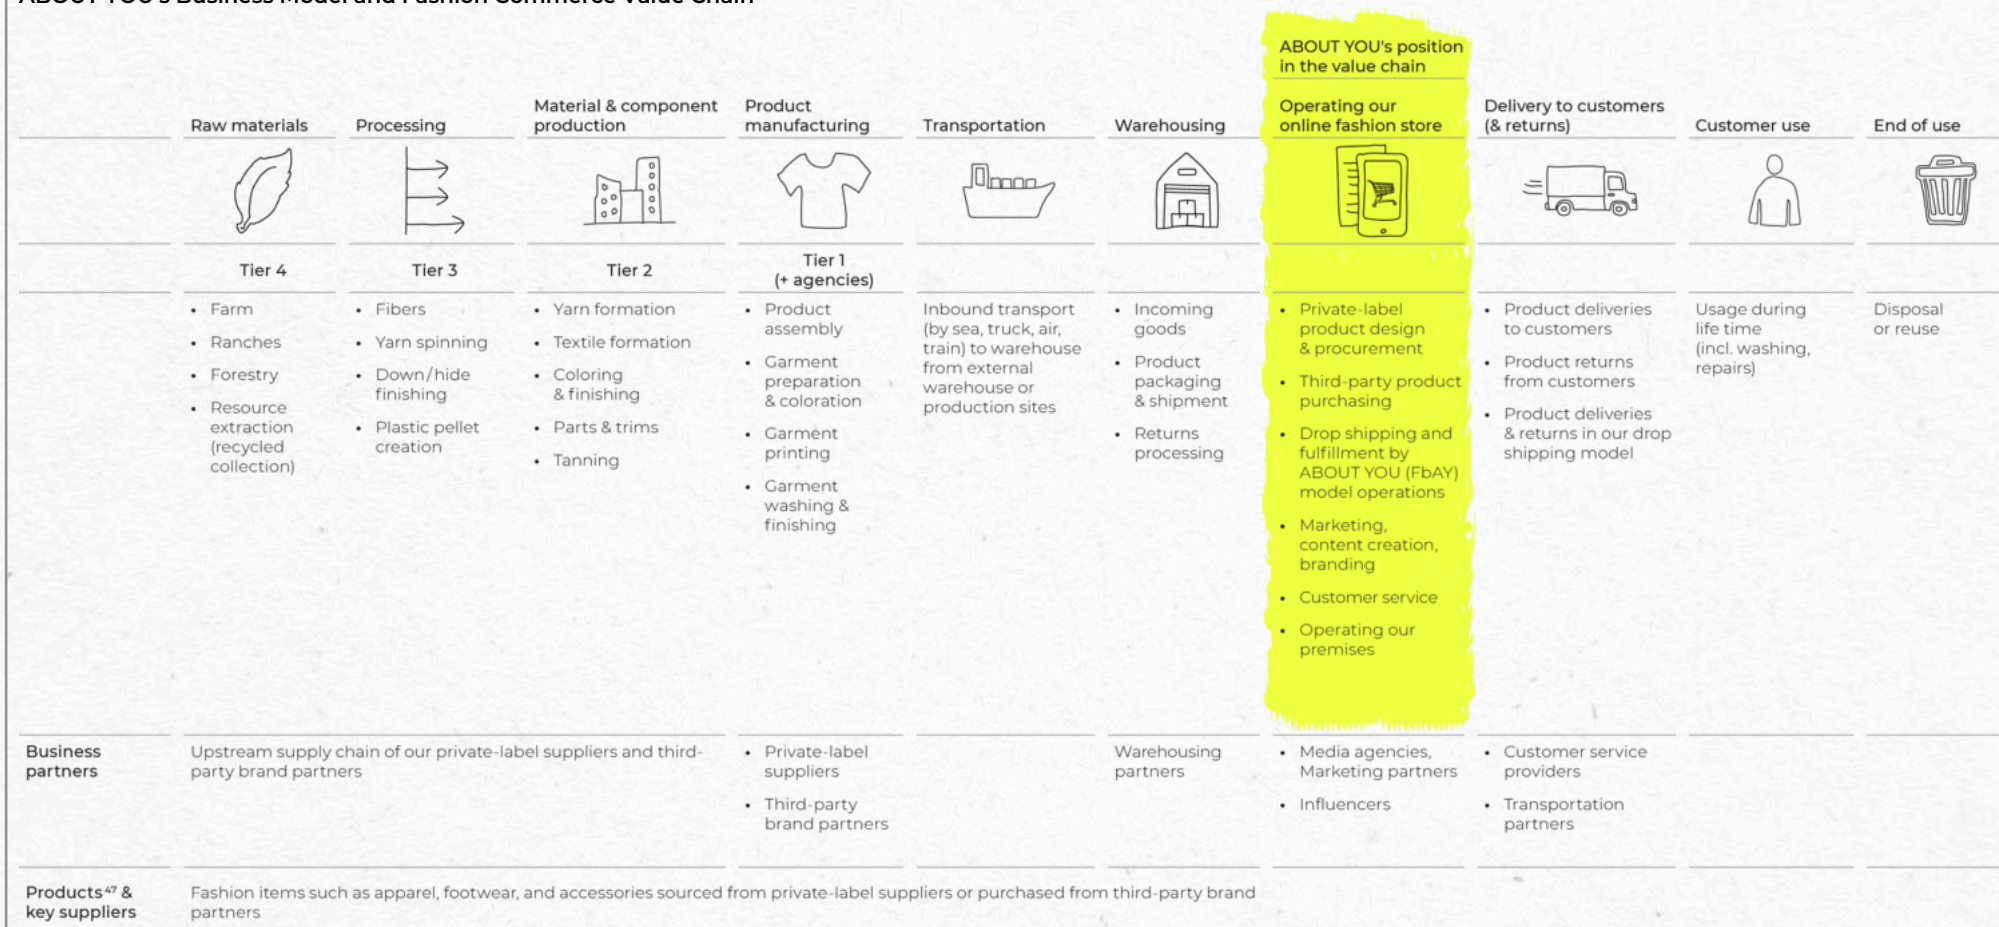 ABOUT YOU's Business Model and Fashion Commerce Value Chain
ABOUT YOU's position
in the value chain
Raw materials
Processing
Material & component
production
Product
manufacturing
Transportation
Warehousing
Operating our
online fashion store
Delivery to customers
(& returns)
Customer use
End of use
Tier 4
Tier 3
Tier 2
Tier 1
(+ agencies)
• Farm
• Ranches
• Forestry
• Resource
extraction
(recycled
collection)
• Fibers
• Yarn spinning
• Down/hide
finishing
• Plastic pellet
creation
• Yarn formation
• Textile formation
• Coloring
& finishing
• Parts & trims
• Tanning
• Product
assembly
• Garment
preparation
& coloration
• Garment
printing
• Garment
washing &
finishing
Inbound transport
(by sea, truck, air,
train) to warehouse
from external
warehouse or
production sites
• Incoming
goods
• Product
packaging
& shipment
• Returns
processing
• Private-label
product design
& procurement
• Third-party product
purchasing
• Drop shipping and
fulfillment by
ABOUT YOU (FbAY)
model operations
• Marketing,
content creation,
branding
• Customer service
• Operating our
premises
• Product deliveries
to customers
• Product returns
from customers
• Product deliveries
& returns in our drop
shipping model
Usage during
life time
(incl. washing,
repairs)
Disposal
or reuse
Business
partners
Upstream supply chain of our private-label suppliers and third-
party brand partners
• Private-label
suppliers
• Third-party
brand partners
Warehousing
partners
• Media agencies,
Marketing partners
• Influencers
• Customer service
providers
• Transportation
partners
Products⁴⁷ &
key suppliers
Fashion items such as apparel, footwear, and accessories sourced from private-label suppliers or purchased from third-party brand
partners